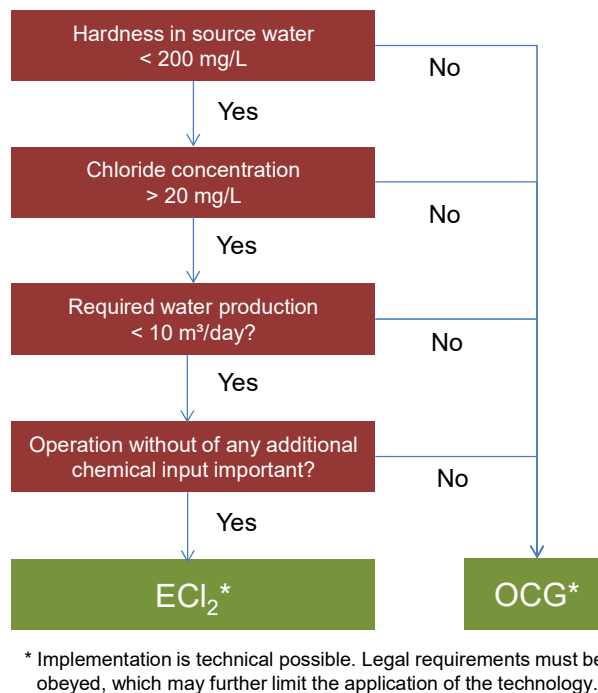 Hardness in source water
< 200 mg/L
No
Yes
Chloride concentration
> 20 mg/L
No
Yes
Required water production
< 10 m³/day?
No
Yes
Operation without of any additional
chemical input important?
No
Yes
ECl₂*
OCG*
* Implementation is technical possible. Legal requirements must be
obeyed, which may further limit the application of the technology.